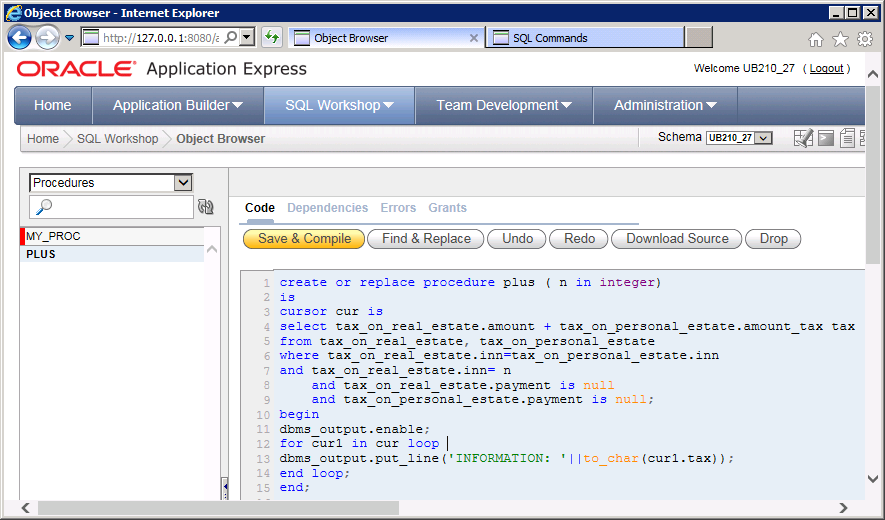 Object Browser - Internet Explorer
http://127.0.0.1:8080/
Object Browser
SQL Commands
ORACLE® Application Express
Welcome UB210_27 ( Logout )
Home
Application Builder
SQL Workshop
Team Development
Administration
Home
SQL Workshop
Object Browser
Schema
UB210_27
Procedures
MY_PROC
PLUS
Code
Dependencies
Errors
Grants
Save & Compile
Find & Replace
Undo
Redo
Download Source
Drop
1 create or replace procedure plus ( n in integer)
2 is
3 cursor cur is
4 select tax_on_real_estate.amount + tax_on_personal_estate.amount_tax tax
5 from tax_on_real_estate, tax_on_personal_estate
6 where tax_on_real_estate.inn=tax_on_personal_estate.inn
7 and tax_on_real_estate.inn= n
8 and tax_on_real_estate.payment is null
9 and tax_on_personal_estate.payment is null;
10 begin
11 dbms_output.enable;
12 for cur1 in cur loop
13 dbms_output.put_line('INFORMATION: '||to_char(cur1.tax));
14 end loop;
15 end;